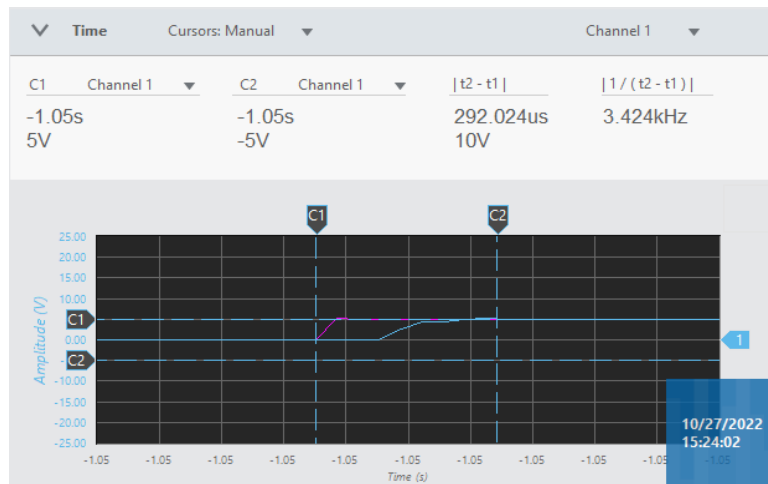 Time Cursors: Manual Channel 1
C1 Channel 1 C2 Channel 1 | t2 - t1 | | 1 / ( t2 - t1 ) |
-1.05s -1.05s 292.024us 3.424kHz
5V -5V 10V
C1 C2
25.00
20.00
15.00
10.00
C1
0.00
1
C2
-10.00
-15.00
-20.00
-25.00
Amplitude (V)
-1.05 -1.05 -1.05 -1.05 -1.05 -1.05 -1.05 -1.05 -1.05 -1.05
Time (s)
10/27/2022
15:24:02